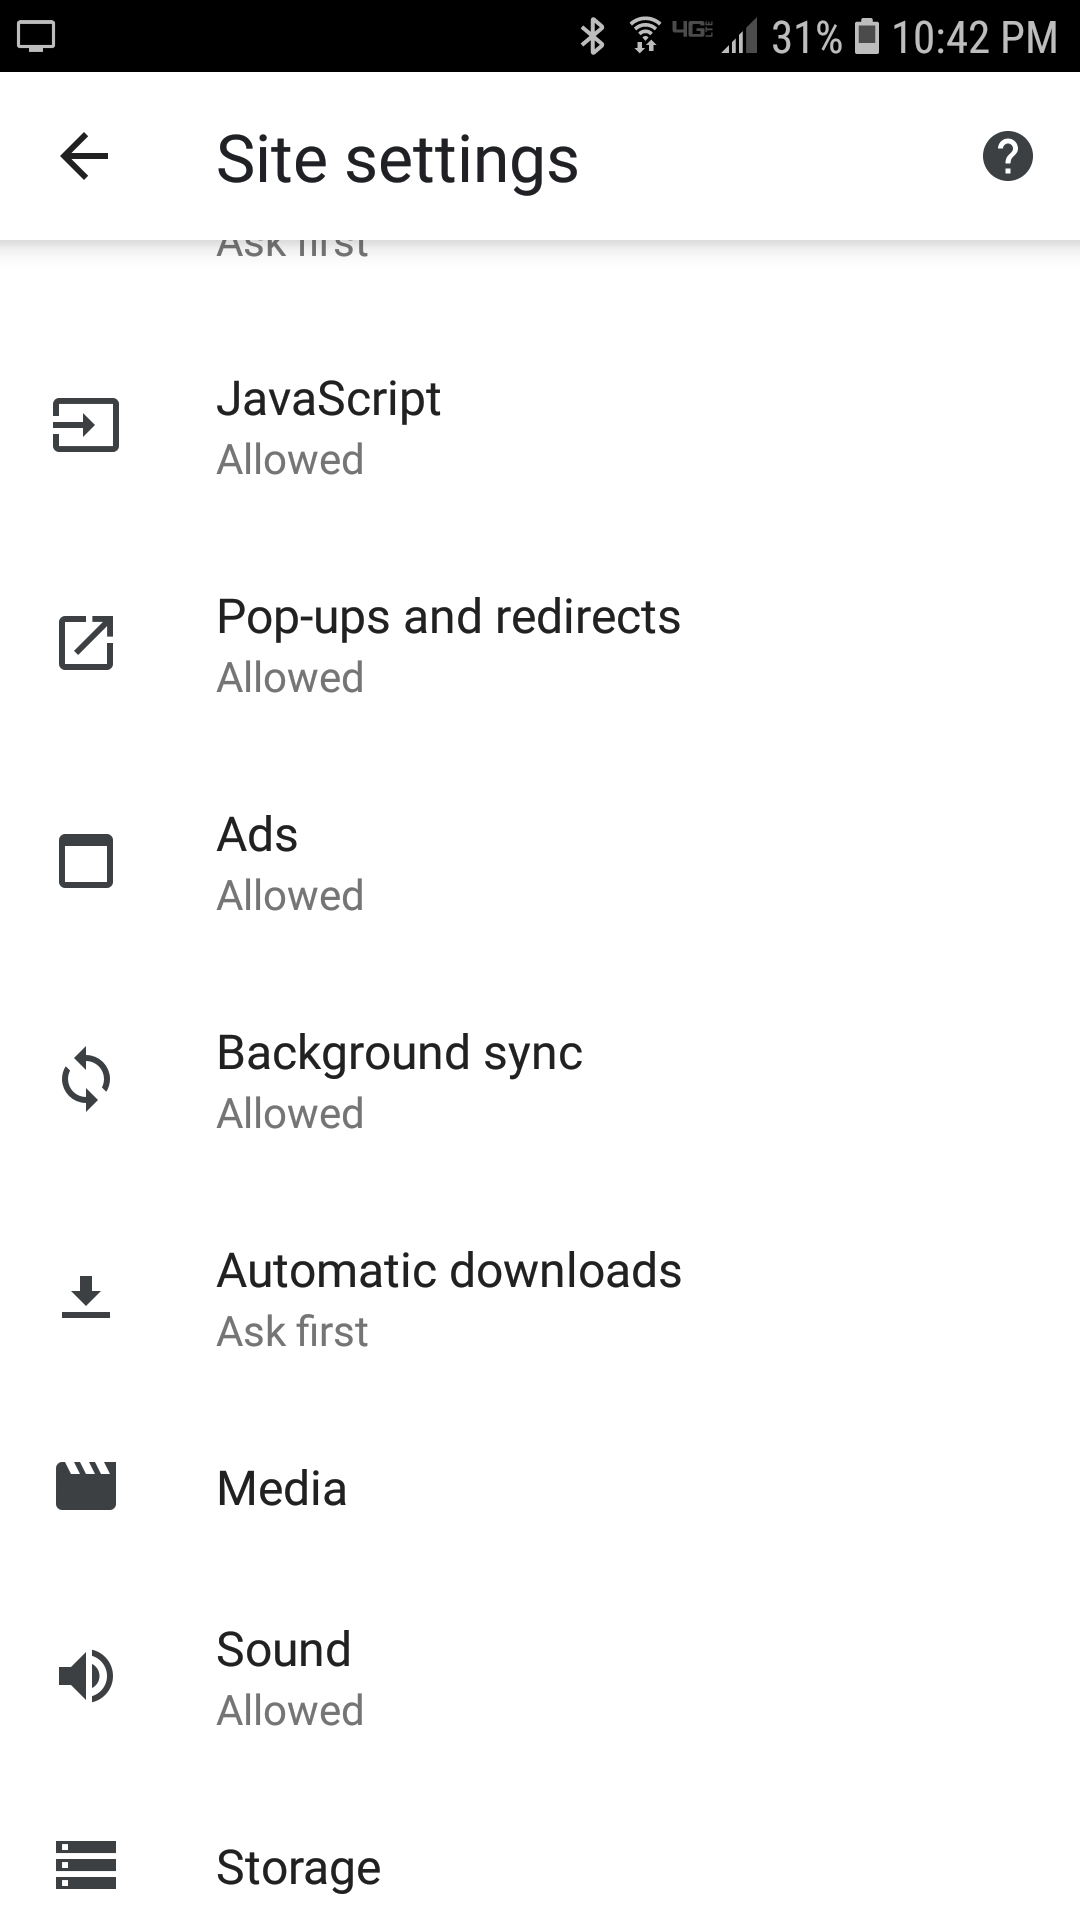 4G LTE 31% 10:42 PM
Site settings
Ask first
JavaScript
Allowed
Pop-ups and redirects
Allowed
Ads
Allowed
Background sync
Allowed
Automatic downloads
Ask first
Media
Sound
Allowed
Storage